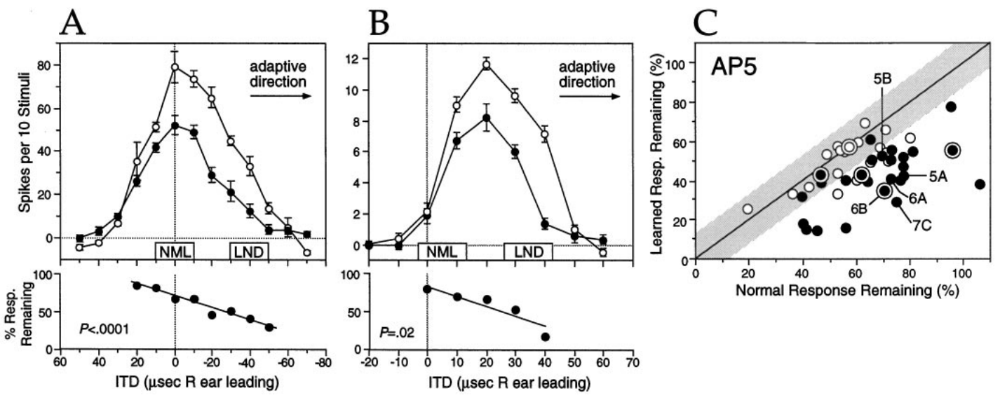 A
B
C
Spikes per 10 Stimuli
80
60
40
20
0
adaptive
direction
NML
LND
% Resp.
Remaining
100
50
0
P<.0001
60 40 20 0 -20 -40 -60 -80
ITD (μsec R ear leading)
12
10
8
6
4
2
0
adaptive
direction
NML
LND
100
50
0
P=.02
-20 -10 0 10 20 30 40 50 60 70
ITD (μsec R ear leading)
Learned Resp. Remaining (%)
100
80
60
40
20
0
AP5
5B
5A
6A
6B
7C
0 20 40 60 80 100
Normal Response Remaining (%)